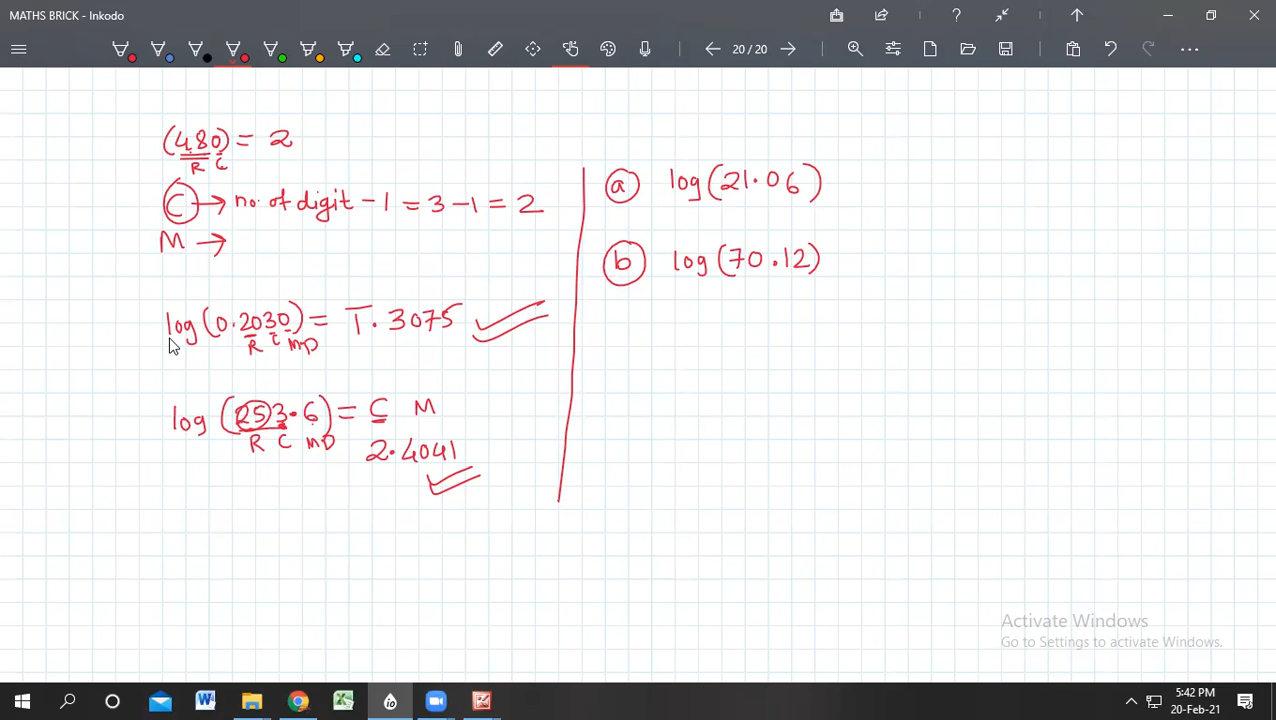 MATHS BRICK - Inkodo
20 / 20
(480) = 2
R C
C → no. of digit - 1 = 3 - 1 = 2
M →
log(0.2030) = 1̅.3075
R C MD
log (253.6) = C M
R C MD
2.4041
a log(21.06)
b log(70.12)
Activate Windows
Go to Settings to activate Windows.
5:42 PM
20-Feb-21